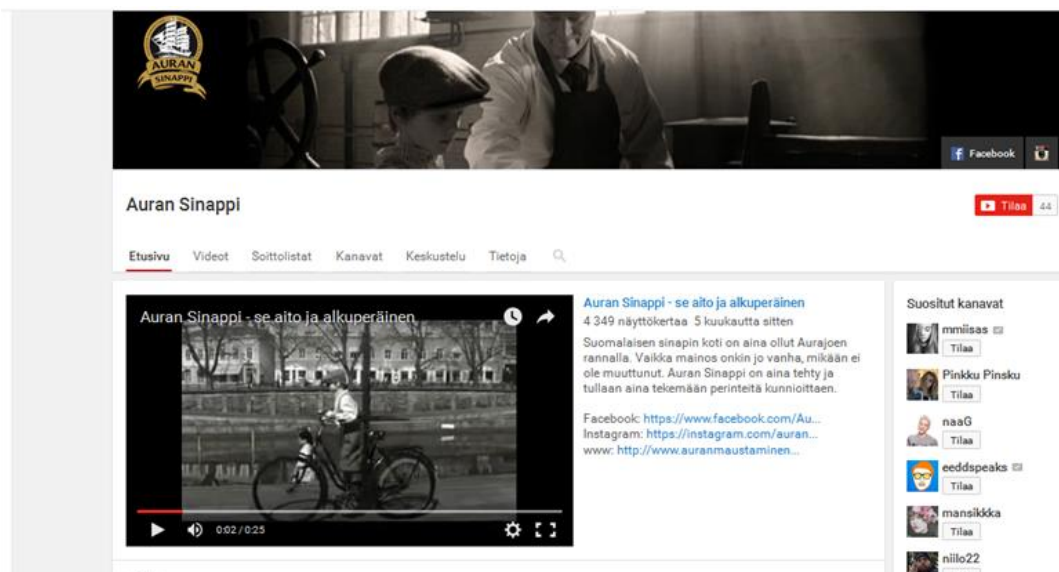 AURAN
SINAPPI
Facebook
Auran Sinappi
Tilaa 44
Etusivu Videot Soittolistat Kanavat Keskustelu Tietoja
Auran Sinappi - se aito ja alkuperäinen
0:02 / 0:25
Auran Sinappi - se aito ja alkuperäinen
4 349 näyttökertaa 5 kuukautta sitten
Suomalaisen sinapin koti on aina ollut Aurajoen
rannalla. Vaikka mainos onkin jo vanha, mikään ei
ole muuttunut. Auran Sinappi on aina tehty ja
tullaan aina tekemään perinteitä kunnioittaen.
Facebook: https://www.facebook.com/Au...
Instagram: https://instagram.com/auran...
www: http://www.auranmaustaminen...
Suositut kanavat
mmiisas
Tilaa
Pinkku Pinsku
Tilaa
naaG
Tilaa
eeddspeaks
Tilaa
mansikkka
Tilaa
niilo22